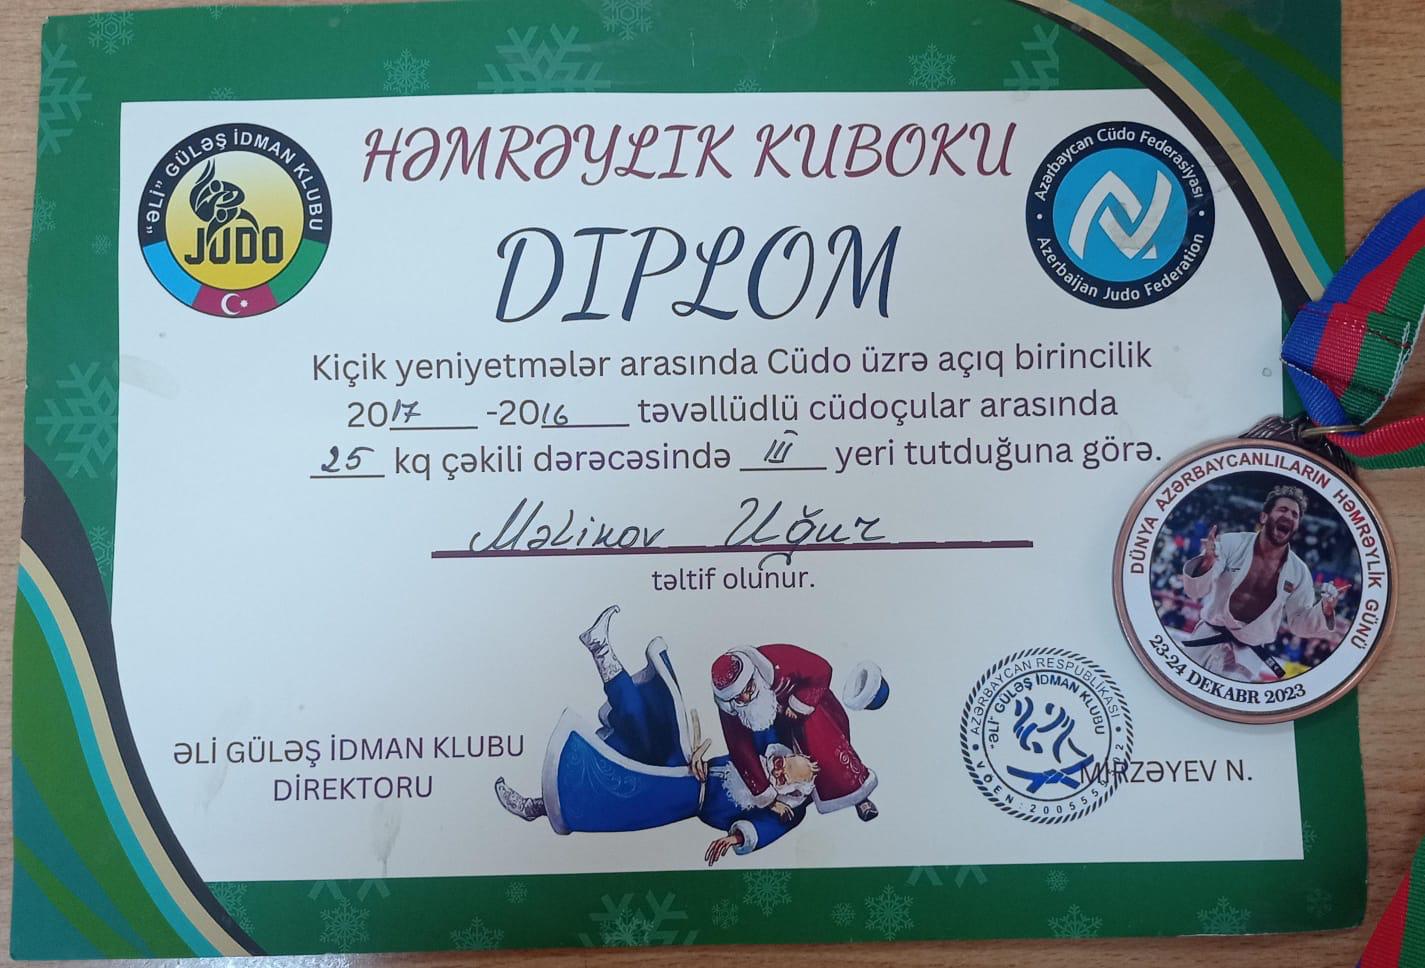 HƏMRƏYLIK KUBOKU
"ƏLİ" GÜLƏŞ İDMAN KLUBU
JUDO
Azərbaycan Cüdo Federasiyası
Azerbaijan Judo Federation
DIPLOM
Kiçik yeniyetmələr arasında Cüdo üzrə açıq birincilik
2017 -2016 təvəllüdlü cüdoçular arasında
25 kq çəkili dərəcəsində III yeri tutduğuna görə.
Məlikov Uğur
təltif olunur.
ƏLİ GÜLƏŞ İDMAN KLUBU
DİREKTORU
AZƏRBAYCAN RESPUBLIKASI
"ƏLİ" GÜLƏŞ İDMAN KLUBU
VÖEN:
MİRZƏYEV N.
DÜNYA AZƏRBAYCANLILARIN HƏMRƏYLİK GÜNÜ
23-24 DEKABR 2023